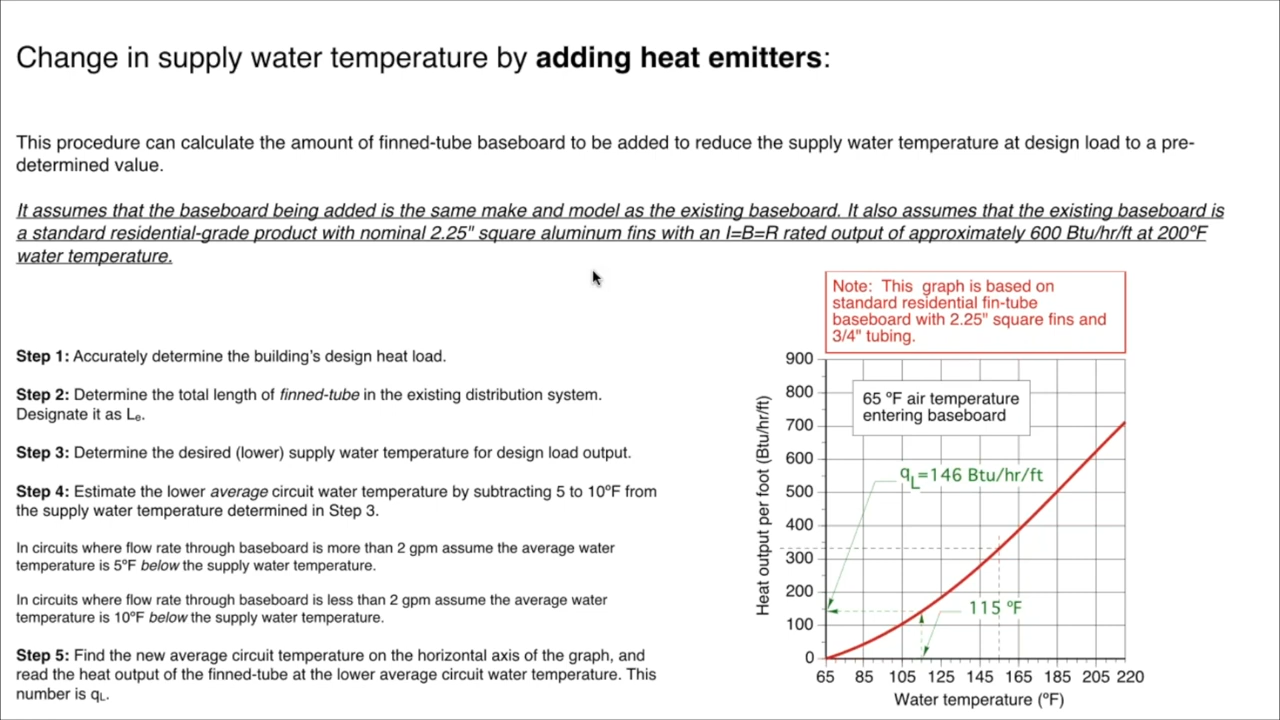 Change in supply water temperature by adding heat emitters:
This procedure can calculate the amount of finned-tube baseboard to be added to reduce the supply water temperature at design load to a pre-
determined value.
It assumes that the baseboard being added is the same make and model as the existing baseboard. It also assumes that the existing baseboard is
a standard residential-grade product with nominal 2.25" square aluminum fins with an I=B=R rated output of approximately 600 Btu/hr/ft at 200ºF
water temperature.
Step 1: Accurately determine the building's design heat load.
Step 2: Determine the total length of finned-tube in the existing distribution system.
Designate it as Le.
Step 3: Determine the desired (lower) supply water temperature for design load output.
Step 4: Estimate the lower average circuit water temperature by subtracting 5 to 10ºF from
the supply water temperature determined in Step 3.
In circuits where flow rate through baseboard is more than 2 gpm assume the average water
temperature is 5ºF below the supply water temperature.
In circuits where flow rate through baseboard is less than 2 gpm assume the average water
temperature is 10ºF below the supply water temperature.
Step 5: Find the new average circuit temperature on the horizontal axis of the graph, and
read the heat output of the finned-tube at the lower average circuit water temperature. This
number is qL.
Note: This graph is based on
standard residential fin-tube
baseboard with 2.25" square fins and
3/4" tubing.
900
800
700
600
500
400
300
200
100
0
Heat output per foot (Btu/hr/ft)
65 ºF air temperature
entering baseboard
qL=146 Btu/hr/ft
115 ºF
65 85 105 125 145 165 185 205 220
Water temperature (ºF)